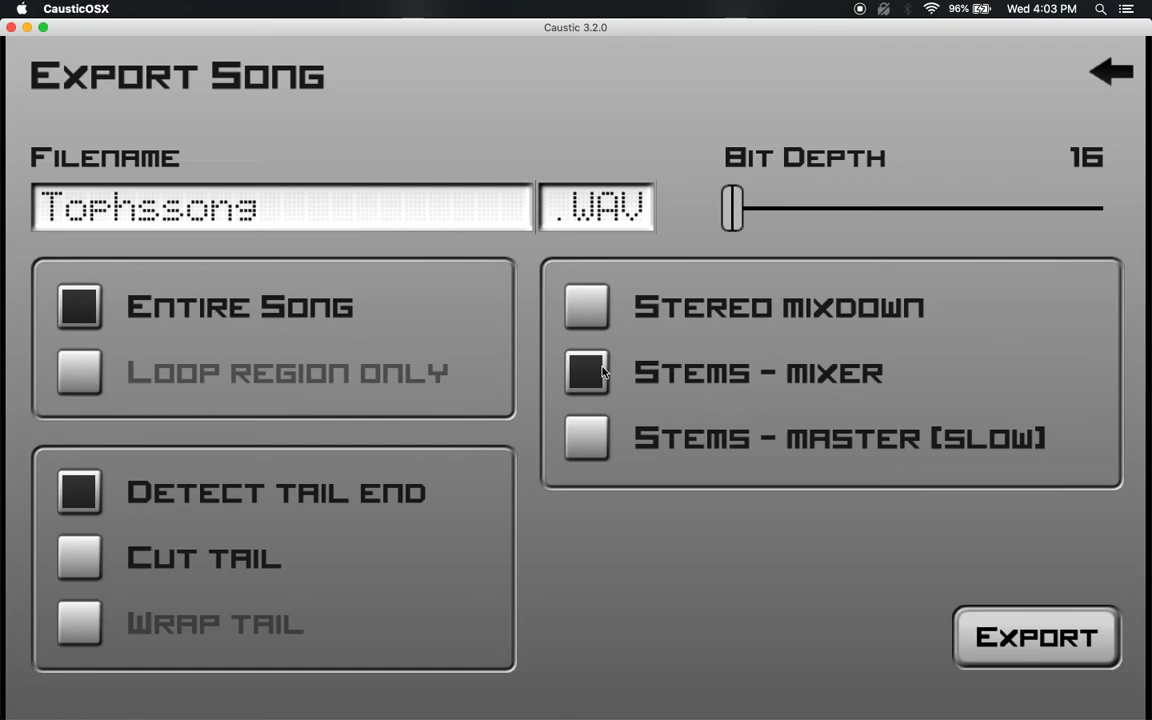 CausticOSX
96%
Wed 4:03 PM
Caustic 3.2.0
Export Song
Filename
Bit Depth
16
Tophssong
.WAV
Entire Song
Loop region only
Stereo mixdown
Stems - mixer
Stems - master [slow]
Detect tail end
Cut tail
Wrap tail
Export